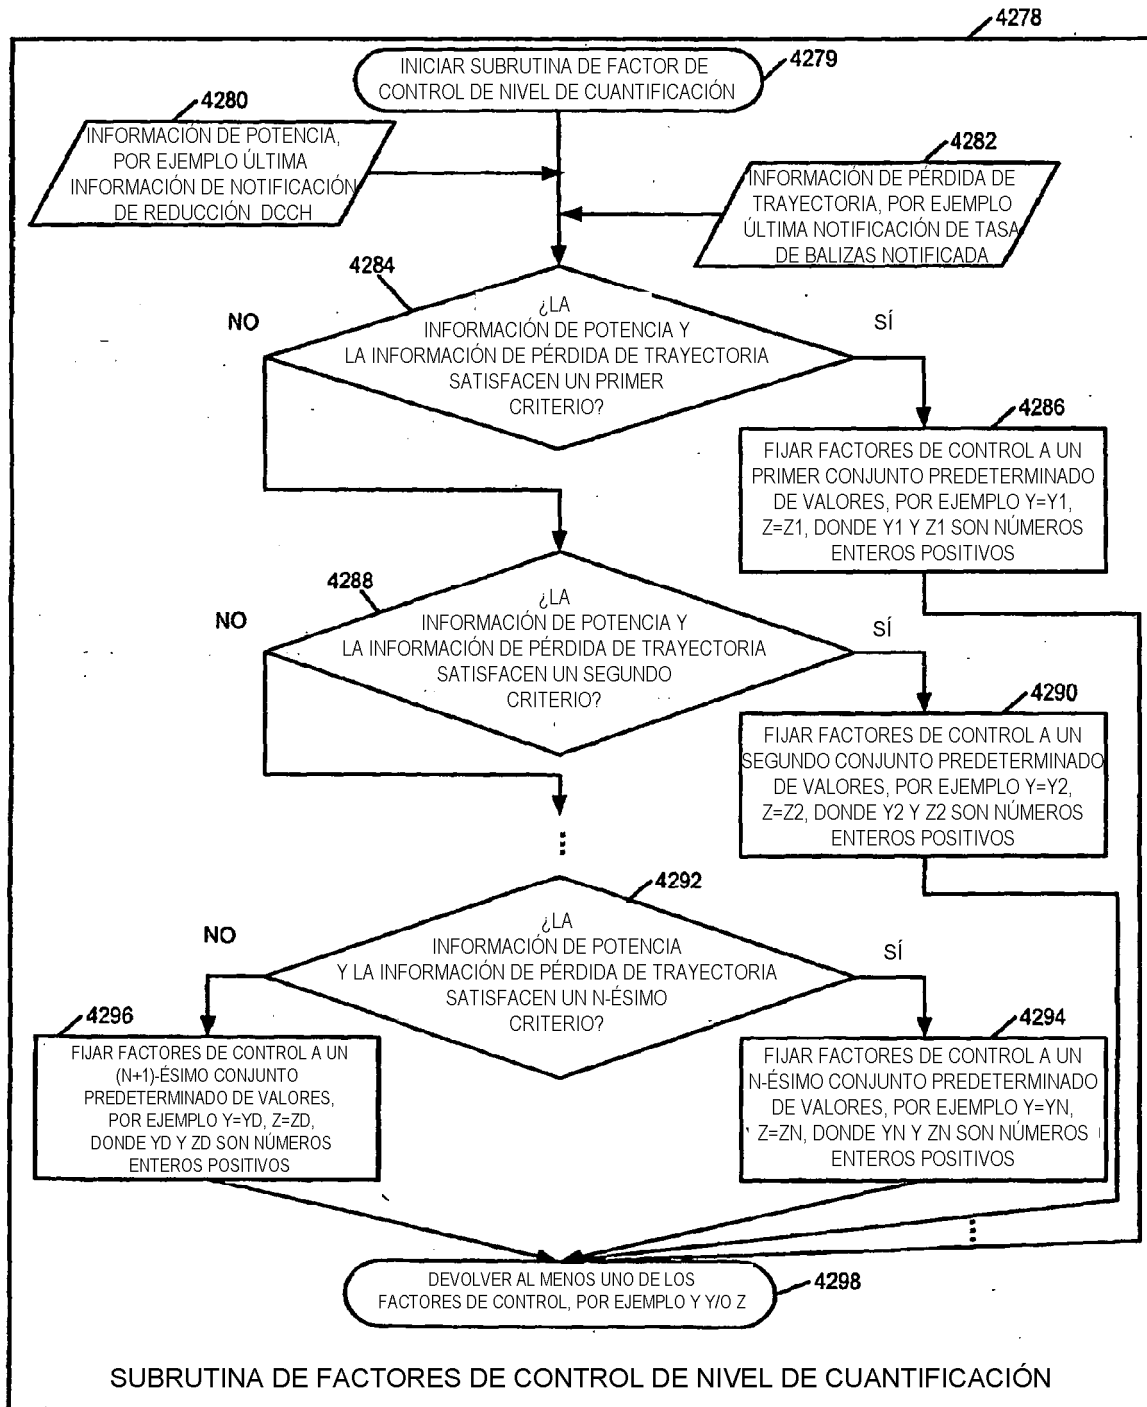 4278
INICIAR SUBRUTINA DE FACTOR DE
CONTROL DE NIVEL DE CUANTIFICACIÓN
4279
4280
INFORMACIÓN DE POTENCIA,
POR EJEMPLO ÚLTIMA
INFORMACIÓN DE NOTIFICACIÓN
DE REDUCCIÓN DCCH
4282
INFORMACIÓN DE PÉRDIDA DE
TRAYECTORIA, POR EJEMPLO
ÚLTIMA NOTIFICACIÓN DE TASA
DE BALIZAS NOTIFICADA
4284
NO
SÍ
¿LA
INFORMACIÓN DE POTENCIA Y
LA INFORMACIÓN DE PÉRDIDA DE TRAYECTORIA
SATISFACEN UN PRIMER
CRITERIO?
4286
FIJAR FACTORES DE CONTROL A UN
PRIMER CONJUNTO PREDETERMINADO
DE VALORES, POR EJEMPLO Y=Y1,
Z=Z1, DONDE Y1 Y Z1 SON NÚMEROS
ENTEROS POSITIVOS
4288
NO
SÍ
¿LA
INFORMACIÓN DE POTENCIA Y
LA INFORMACIÓN DE PÉRDIDA DE TRAYECTORIA
SATISFACEN UN SEGUNDO
CRITERIO?
4290
FIJAR FACTORES DE CONTROL A UN
SEGUNDO CONJUNTO PREDETERMINADO
DE VALORES, POR EJEMPLO Y=Y2,
Z=Z2, DONDE Y2 Y Z2 SON NÚMEROS
ENTEROS POSITIVOS
4292
NO
SÍ
¿LA
INFORMACIÓN DE POTENCIA
Y LA INFORMACIÓN DE PÉRDIDA DE TRAYECTORIA
SATISFACEN UN N-ÉSIMO
CRITERIO?
4296
FIJAR FACTORES DE CONTROL A UN
(N+1)-ÉSIMO CONJUNTO
PREDETERMINADO DE VALORES,
POR EJEMPLO Y=YD, Z=ZD,
DONDE YD Y ZD SON NÚMEROS
ENTEROS POSITIVOS
4294
FIJAR FACTORES DE CONTROL A UN
N-ÉSIMO CONJUNTO PREDETERMINADO
DE VALORES, POR EJEMPLO Y=YN,
Z=ZN, DONDE YN Y ZN SON NÚMEROS
ENTEROS POSITIVOS
DEVOLVER AL MENOS UNO DE LOS
FACTORES DE CONTROL, POR EJEMPLO Y Y/O Z
4298
SUBRUTINA DE FACTORES DE CONTROL DE NIVEL DE CUANTIFICACIÓN